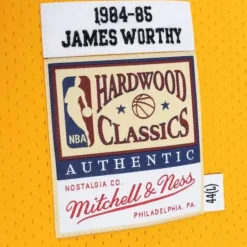 1984-85
JAMES WORTHY
HARDWOOD
NBA
CLASSICS
AUTHENTIC
NOSTALGIA CO.
Mitchell & Ness
PHILADELPHIA, PA.
44(L)